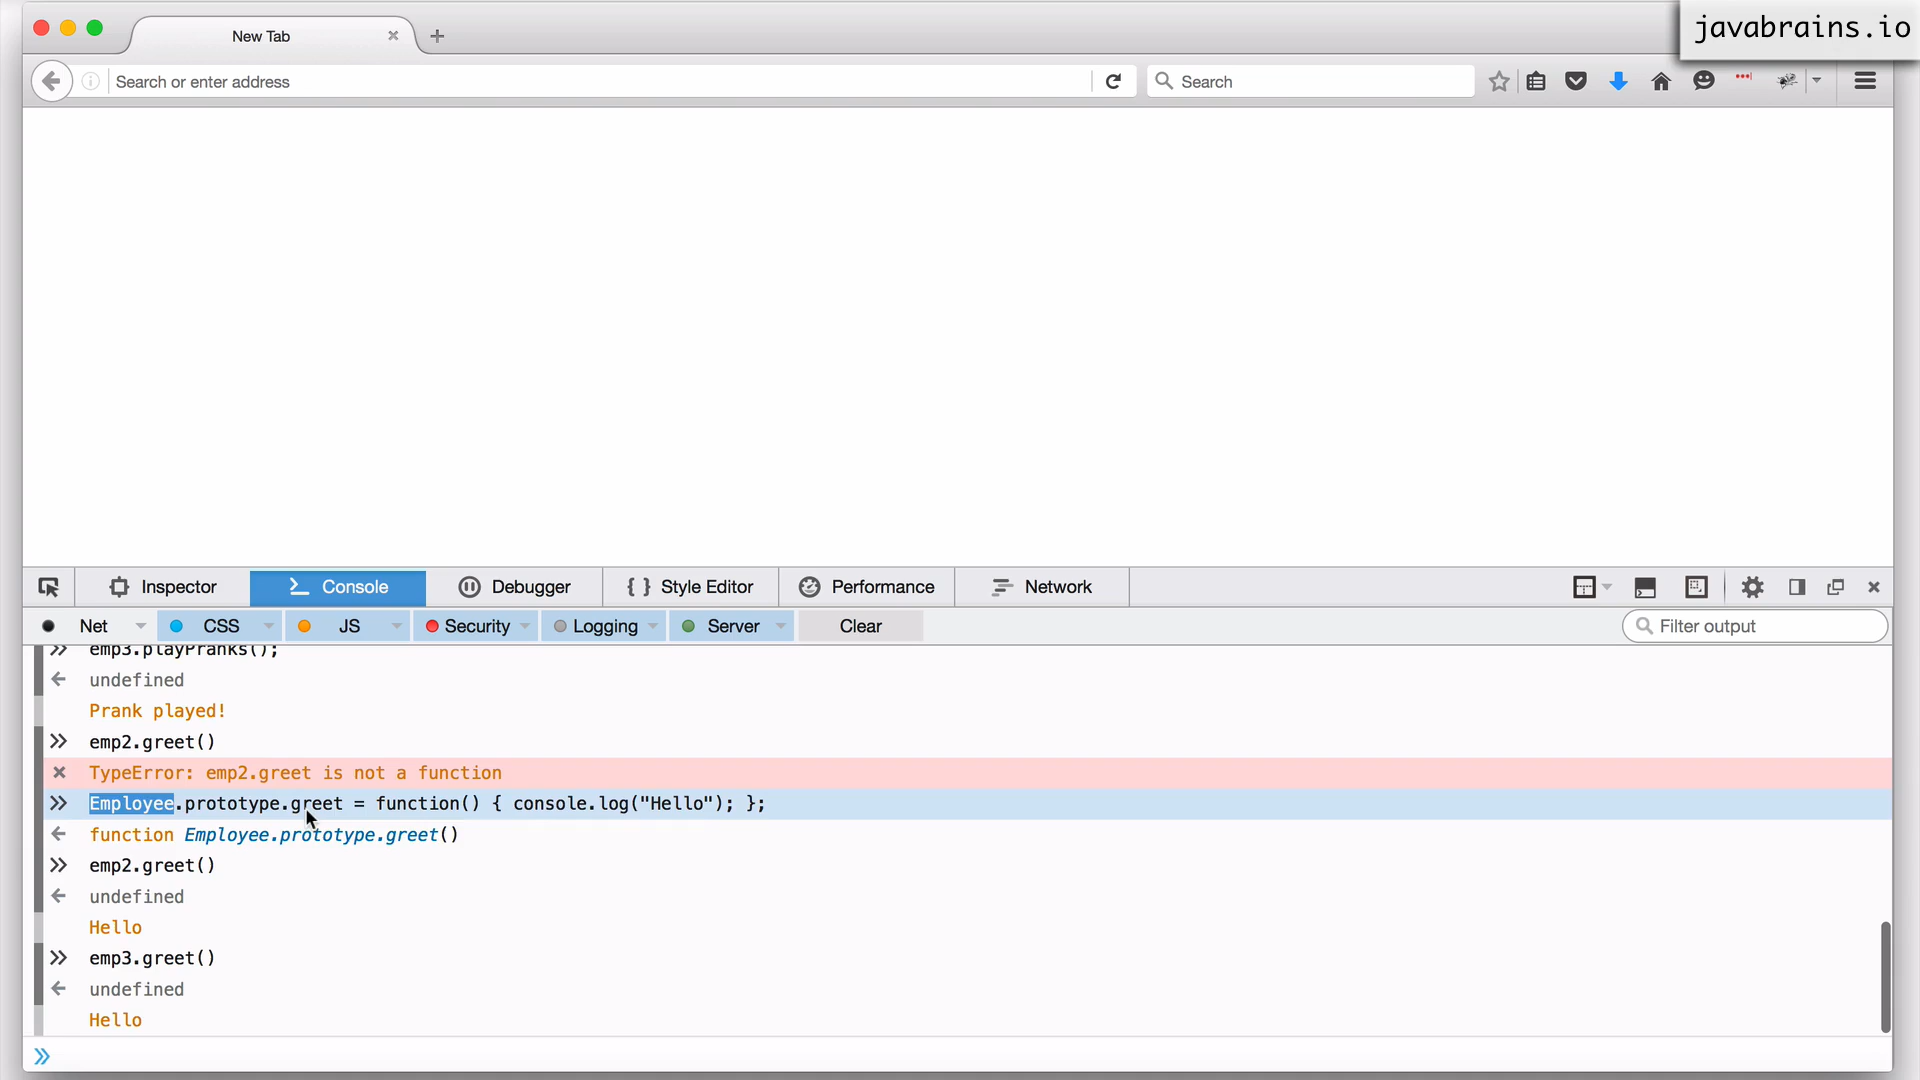 javabrains.io
New Tab
Search or enter address
Search
Inspector
Console
Debugger
{ } Style Editor
Performance
Network
Net
CSS
JS
Security
Logging
Server
Clear
Filter output
emp3.playPranks();
undefined
Prank played!
emp2.greet()
TypeError: emp2.greet is not a function
Employee.prototype.greet = function() { console.log("Hello"); };
function Employee.prototype.greet()
emp2.greet()
undefined
Hello
emp3.greet()
undefined
Hello